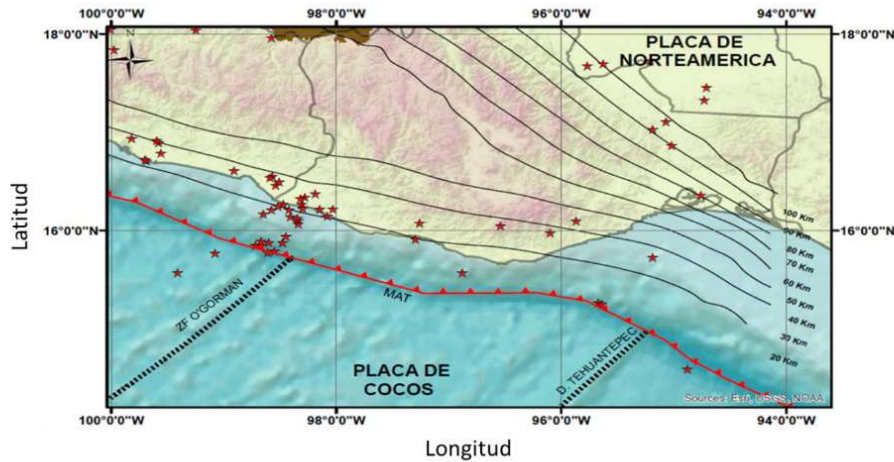 100°0'0"W
98°0'0"W
96°0'0"W
94°0'0"W
18°0'0"N
18°0'0"N
N
PLACA DE
NORTEAMERICA
Latitud
100 Km
90 Km
80 Km
70 Km
60 Km
50 Km
40 Km
30 Km
20 Km
16°0'0"N
16°0'0"N
ZF O'GORMAN
MAT
D. TEHUANTEPEC
PLACA DE
COCOS
Sources: Esri, USGS, NOAA
100°0'0"W
98°0'0"W
96°0'0"W
94°0'0"W
Longitud